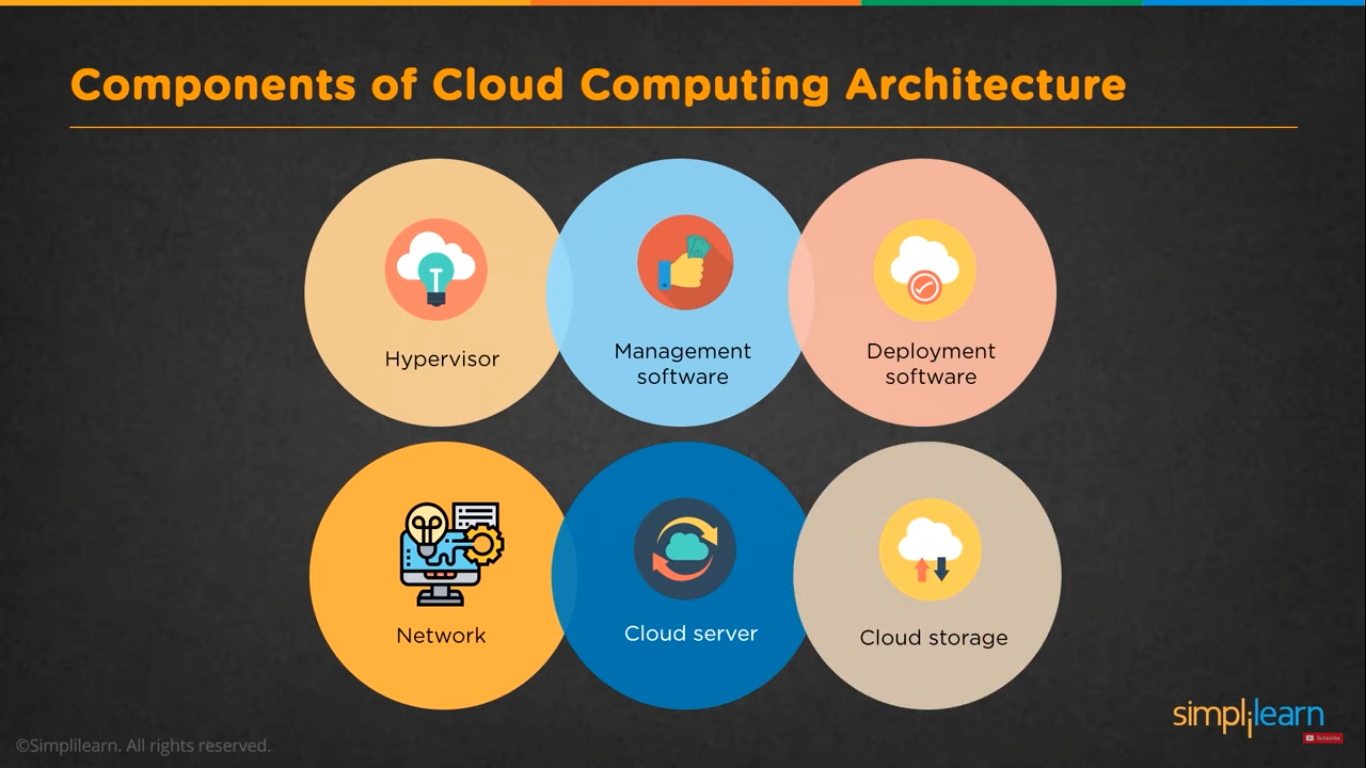 Components of Cloud Computing Architecture
Hypervisor
Management
software
Deployment
software
Network
Cloud server
Cloud storage
simplilearn
Subscribe
©Simplilearn. All rights reserved.